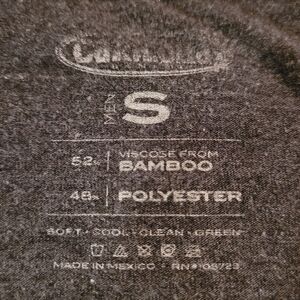 MEN S
52% | VISCOSE FROM
BAMBOO
48% | POLYESTER
SOFT • COOL • CLEAN • GREEN
MADE IN MEXICO • RN#